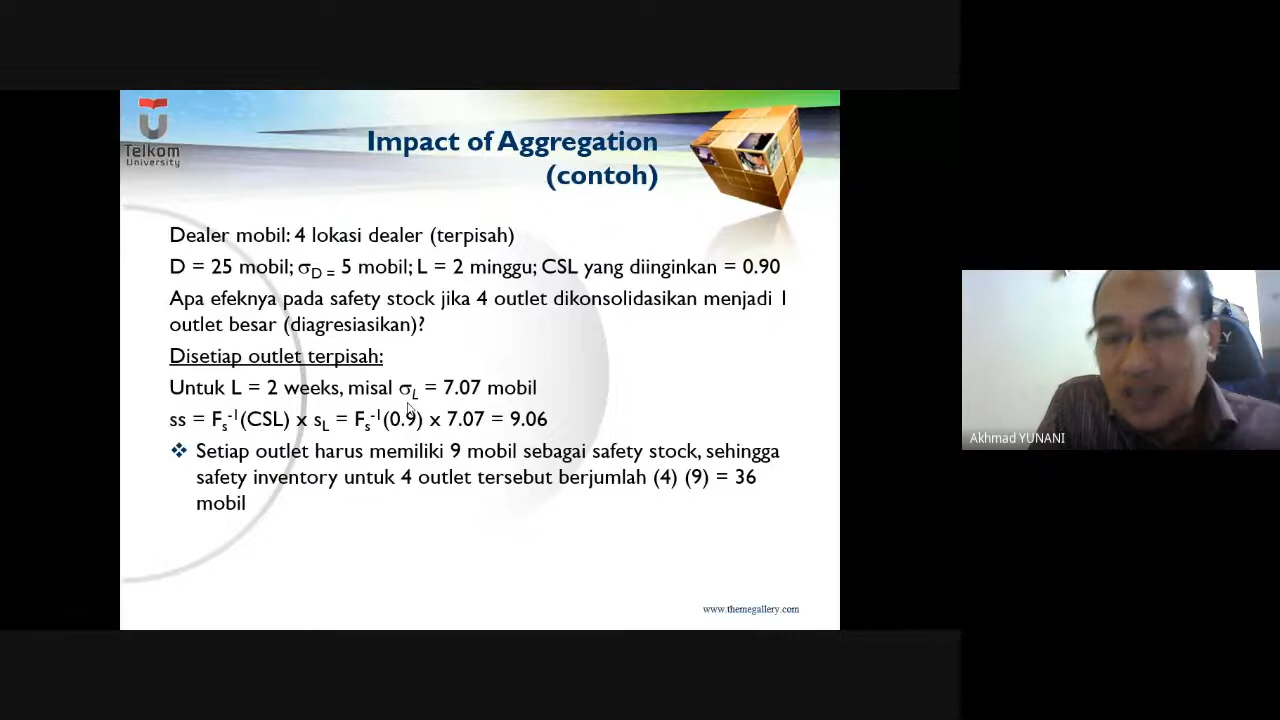 Telkom
University
Impact of Aggregation
(contoh)
Dealer mobil: 4 lokasi dealer (terpisah)
D = 25 mobil; σD = 5 mobil; L = 2 minggu; CSL yang diinginkan = 0.90
Apa efeknya pada safety stock jika 4 outlet dikonsolidasikan menjadi 1
outlet besar (diagresiasikan)?
Disetiap outlet terpisah:
Untuk L = 2 weeks, misal σL = 7.07 mobil
ss = Fs-1(CSL) x sL = Fs-1(0.9) x 7.07 = 9.06
❖ Setiap outlet harus memiliki 9 mobil sebagai safety stock, sehingga
safety inventory untuk 4 outlet tersebut berjumlah (4) (9) = 36
mobil
www.themegallery.com
Akhmad YUNANI